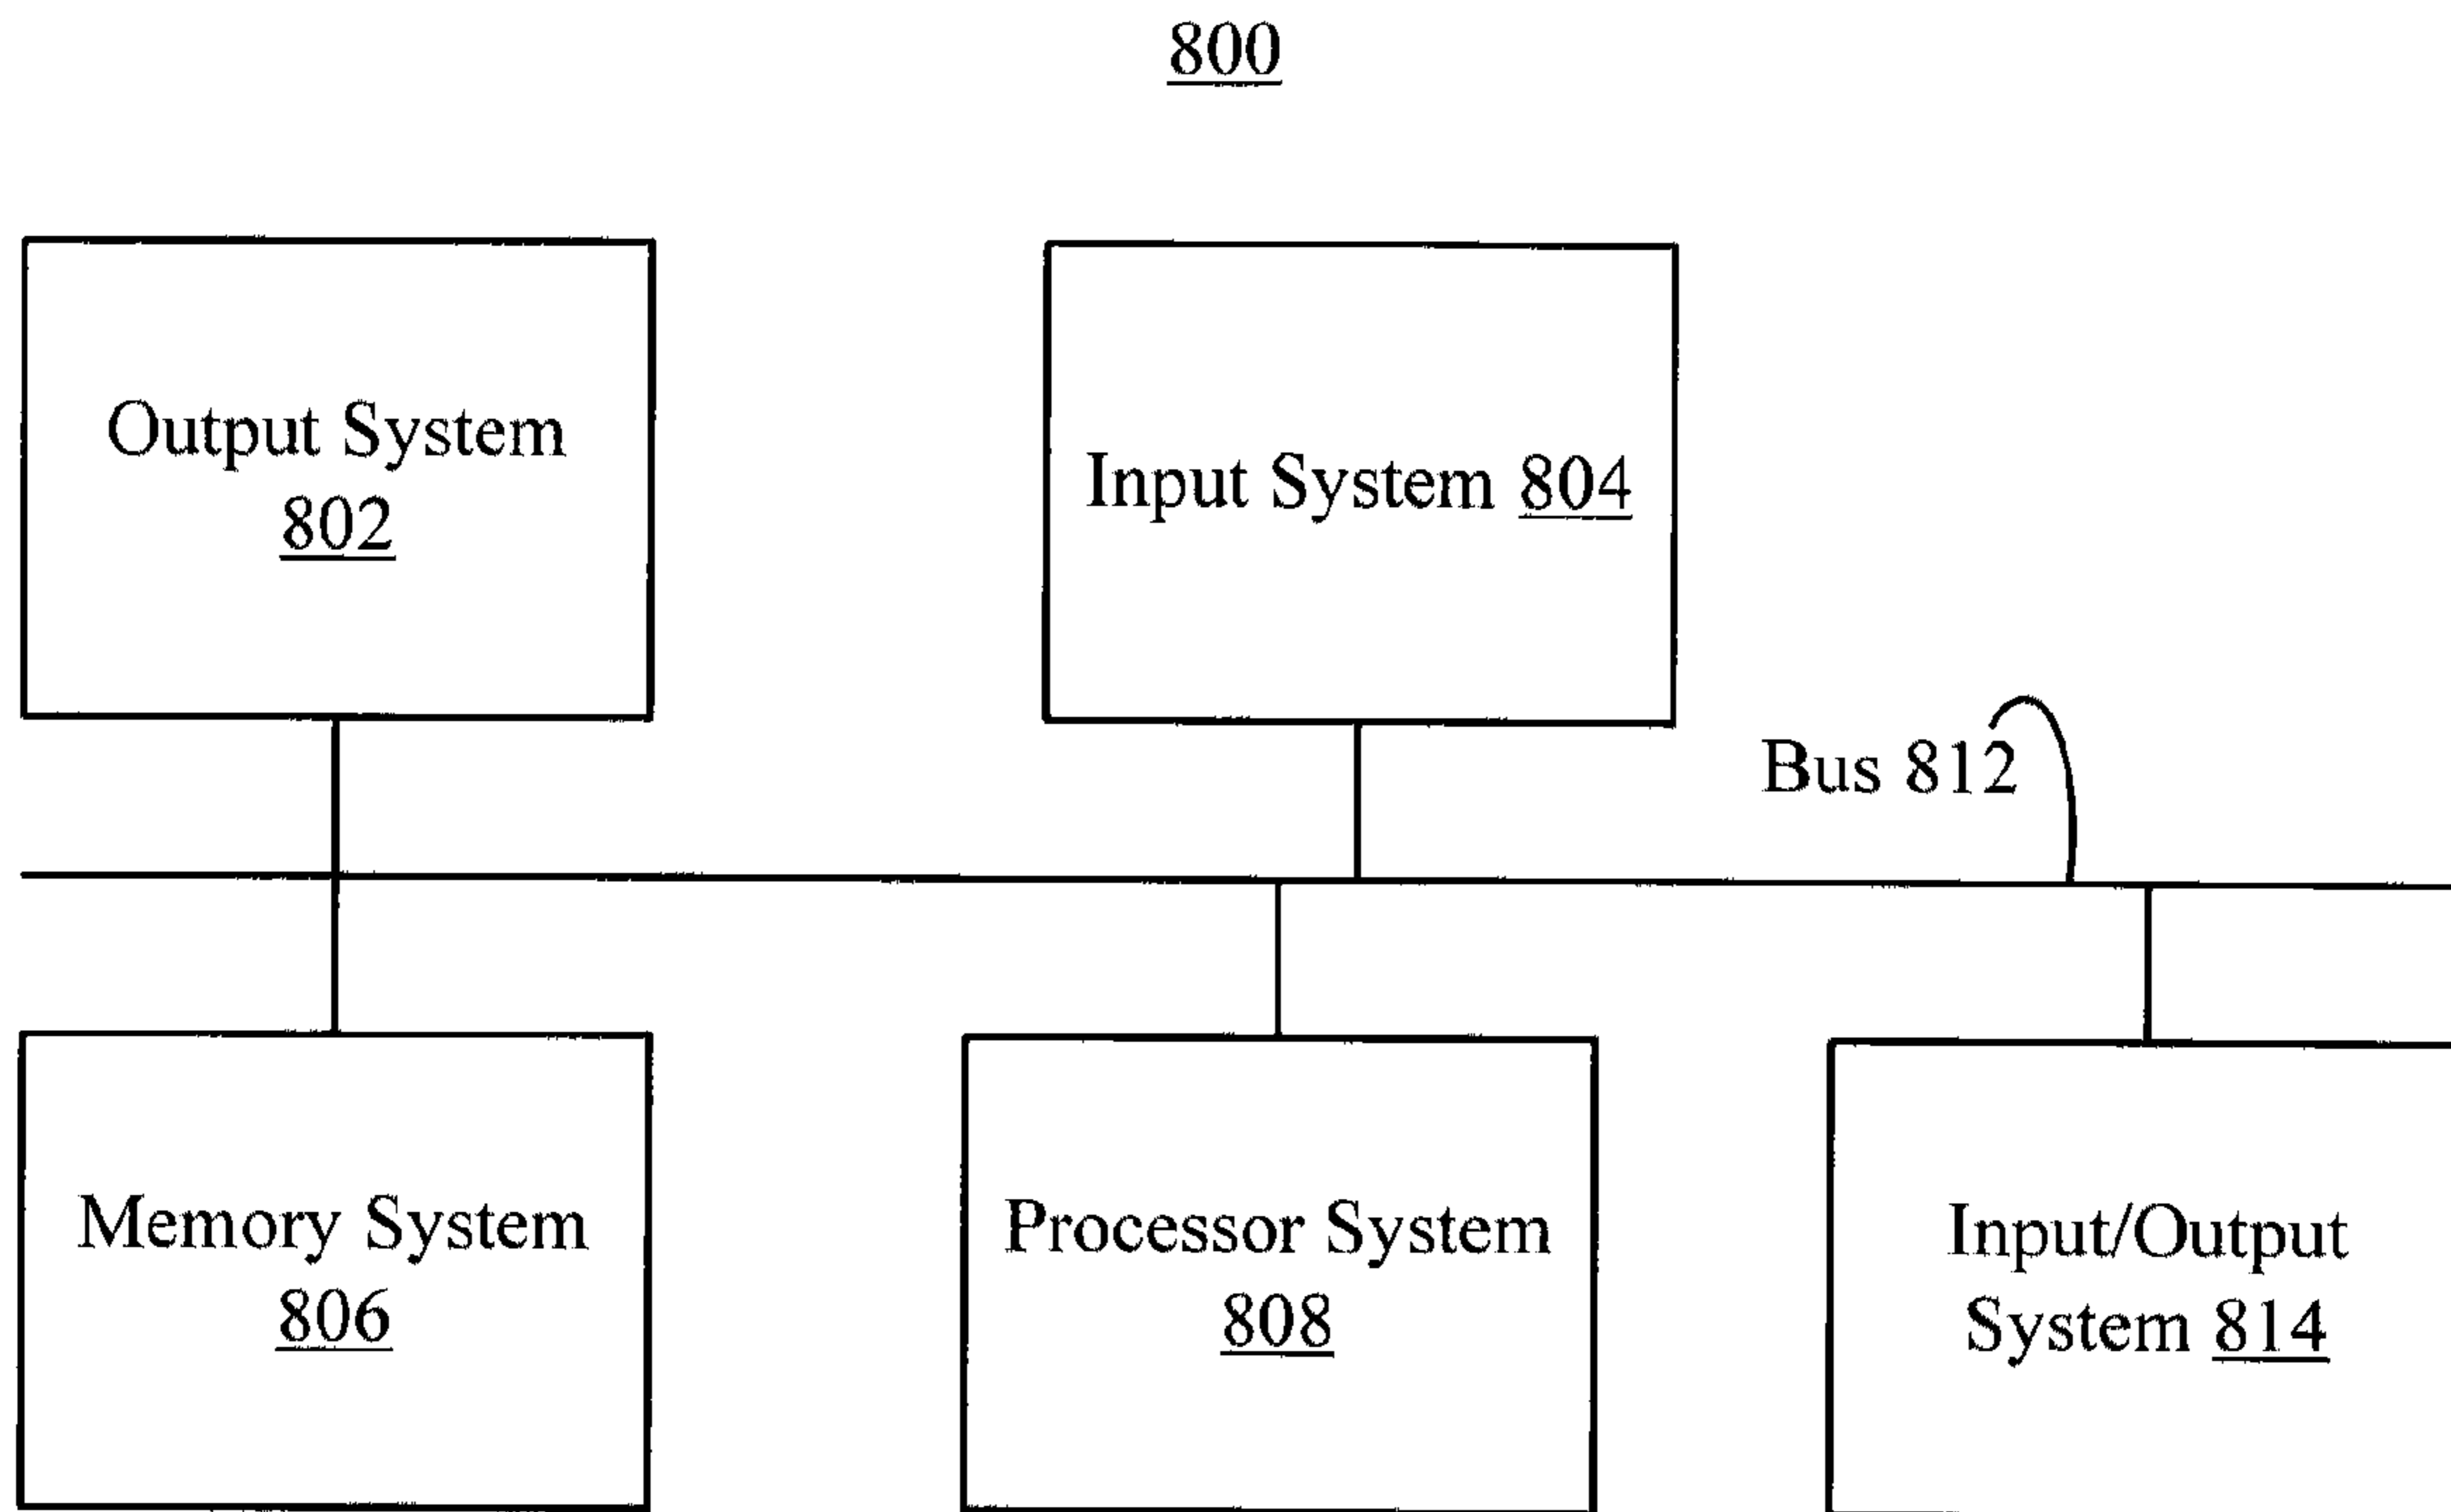 800
Output System
802
Input System 804
Bus 812
Memory System
806
Processor System
808
Input/Output
System 814